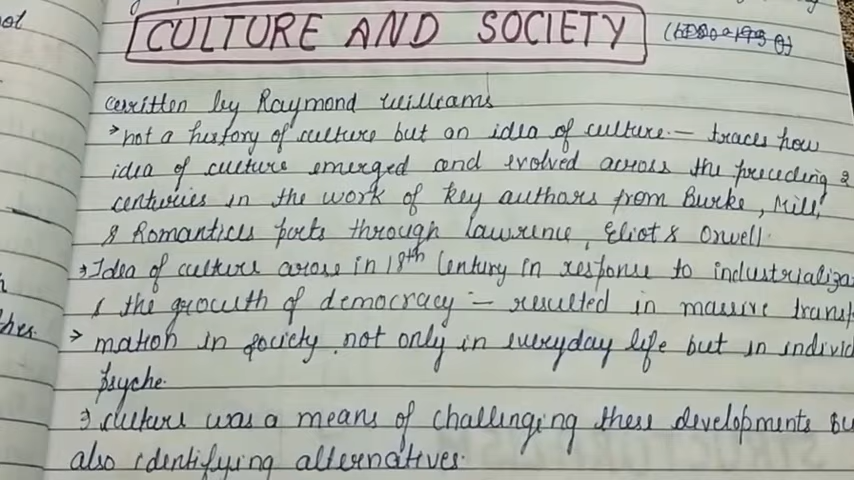 CULTURE AND SOCIETY
written by Raymond Williams
not a history of culture but an idea of culture — traces how
idea of culture emerged and evolved across the preceding 2
centuries in the work of key authors from Burke, Mill,
& Romantics poets through Lawrence, Eliot & Orwell.
Idea of culture arose in 18th Century in response to industrializa
& the growth of democracy — resulted in massive transf
mation in society, not only in everyday life but in individ
psyche.
culture was a means of challenging these developments bu
also identifying alternatives.